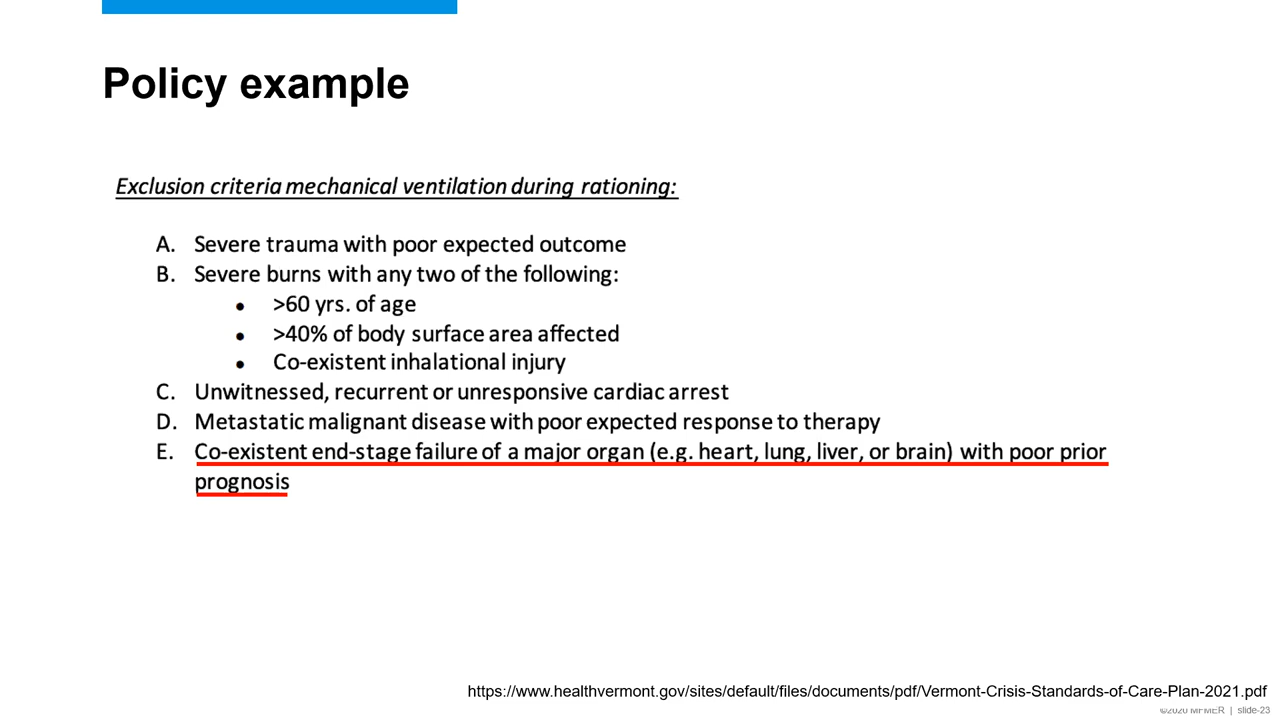 Policy example
Exclusion criteria mechanical ventilation during rationing:
A. Severe trauma with poor expected outcome
B. Severe burns with any two of the following:
• >60 yrs. of age
• >40% of body surface area affected
• Co-existent inhalational injury
C. Unwitnessed, recurrent or unresponsive cardiac arrest
D. Metastatic malignant disease with poor expected response to therapy
E. Co-existent end-stage failure of a major organ (e.g. heart, lung, liver, or brain) with poor prior
prognosis
https://www.healthvermont.gov/sites/default/files/documents/pdf/Vermont-Crisis-Standards-of-Care-Plan-2021.pdf
©2020 MFMER | slide-23